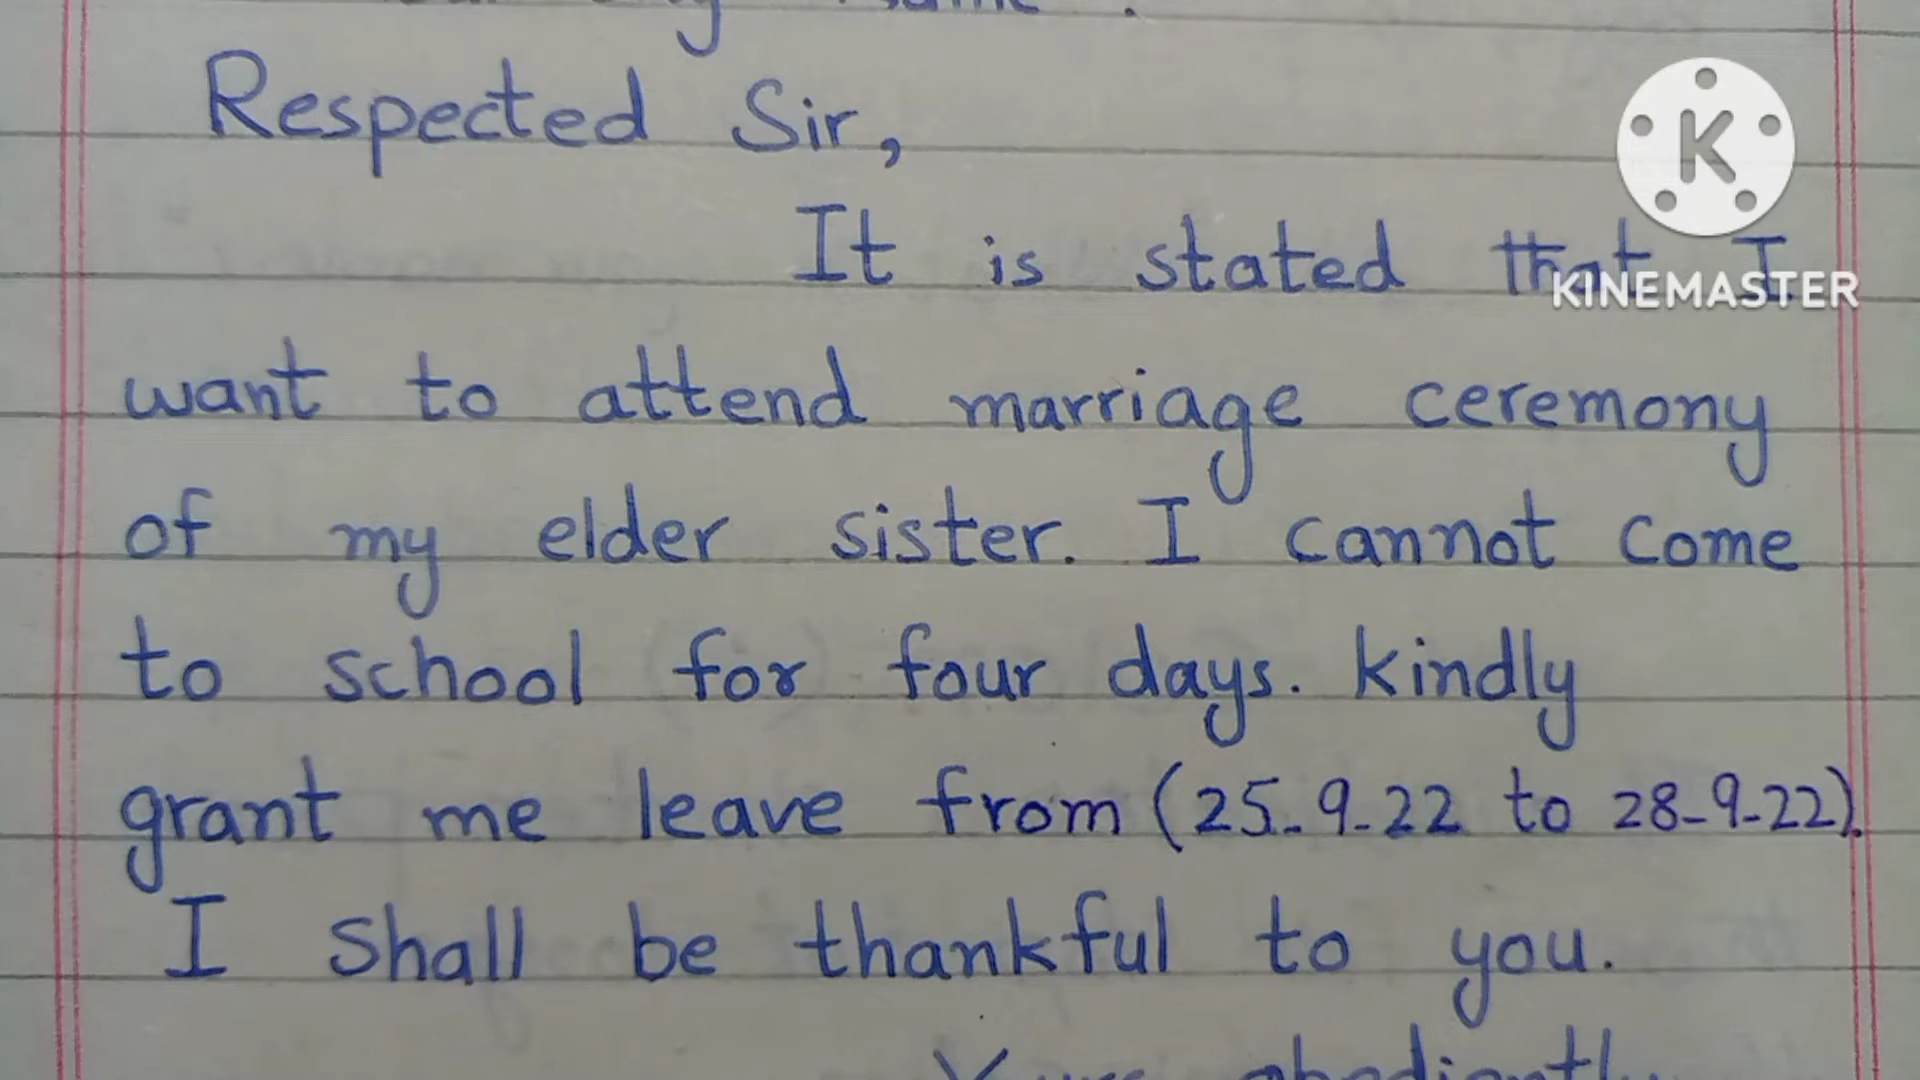 Respected Sir,
It is stated that I
want to attend marriage ceremony
of my elder sister. I cannot come
to school for four days. kindly
grant me leave from (25-9-22 to 28-9-22).
I shall be thankful to you.
K
KINEMASTER